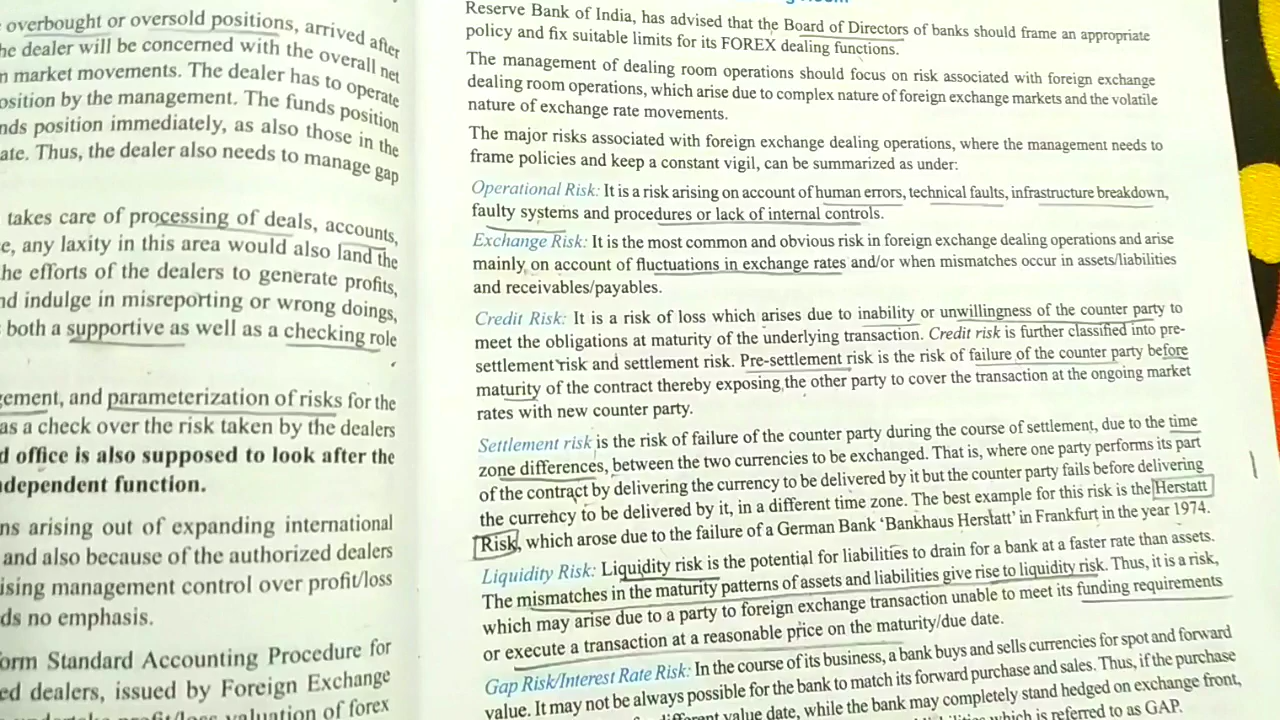 overbought or oversold positions, arrived after
he dealer will be concerned with the overall net
n market movements. The dealer has to operate
osition by the management. The funds position
nds position immediately, as also those in the
ate. Thus, the dealer also needs to manage gap
takes care of processing of deals, accounts,
e, any laxity in this area would also land the
he efforts of the dealers to generate profits,
nd indulge in misreporting or wrong doings,
both a supportive as well as a checking role
gement, and parameterization of risks for the
as a check over the risk taken by the dealers
d office is also supposed to look after the
dependent function.
ns arising out of expanding international
and also because of the authorized dealers
ising management control over profit/loss
ds no emphasis.
orm Standard Accounting Procedure for
ed dealers, issued by Foreign Exchange
profit/loss valuation of forex
Reserve Bank of India, has advised that the Board of Directors of banks should frame an appropriate
policy and fix suitable limits for its FOREX dealing functions.
The management of dealing room operations should focus on risk associated with foreign exchange
dealing room operations, which arise due to complex nature of foreign exchange markets and the volatile
nature of exchange rate movements.
The major risks associated with foreign exchange dealing operations, where the management needs to
frame policies and keep a constant vigil, can be summarized as under:
Operational Risk: It is a risk arising on account of human errors, technical faults, infrastructure breakdown,
faulty systems and procedures or lack of internal controls.
Exchange Risk: It is the most common and obvious risk in foreign exchange dealing operations and arise
mainly on account of fluctuations in exchange rates and/or when mismatches occur in assets/liabilities
and receivables/payables.
Credit Risk: It is a risk of loss which arises due to inability or unwillingness of the counter party to
meet the obligations at maturity of the underlying transaction. Credit risk is further classified into pre-
settlement risk and settlement risk. Pre-settlement risk is the risk of failure of the counter party before
maturity of the contract thereby exposing the other party to cover the transaction at the ongoing market
rates with new counter party.
Settlement risk is the risk of failure of the counter party during the course of settlement, due to the time
zone differences, between the two currencies to be exchanged. That is, where one party performs its part
of the contract by delivering the currency to be delivered by it but the counter party fails before delivering
the currency to be delivered by it, in a different time zone. The best example for this risk is the Herstatt
Risk, which arose due to the failure of a German Bank 'Bankhaus Herstatt' in Frankfurt in the year 1974.
Liquidity Risk: Liquidity risk is the potential for liabilities to drain for a bank at a faster rate than assets.
The mismatches in the maturity patterns of assets and liabilities give rise to liquidity risk. Thus, it is a risk,
which may arise due to a party to foreign exchange transaction unable to meet its funding requirements
or execute a transaction at a reasonable price on the maturity/due date.
Gap Risk/Interest Rate Risk: In the course of its business, a bank buys and sells currencies for spot and forward
value. It may not be always possible for the bank to match its forward purchase and sales. Thus, if the purchase
different value date, while the bank may completely stand hedged on exchange front,
which is referred to as GAP.